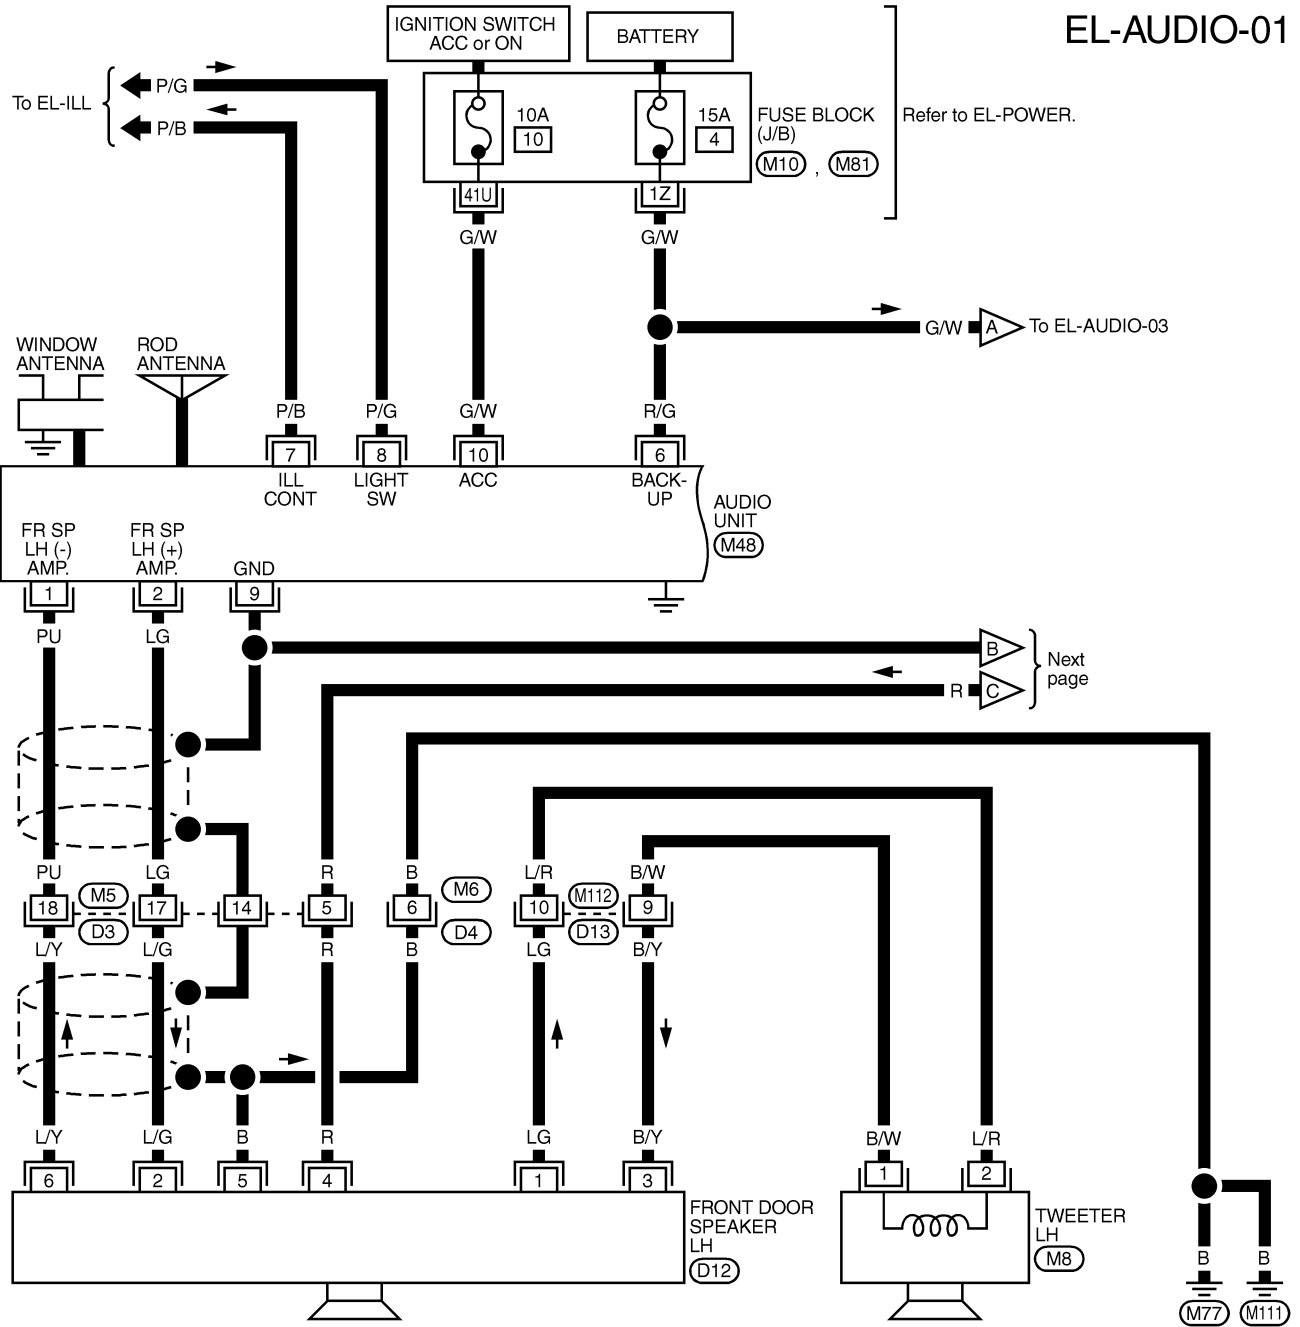 EL-AUDIO-01
IGNITION SWITCH
ACC or ON
BATTERY
To EL-ILL
P/G
P/B
10A
10
15A
4
FUSE BLOCK
(J/B)
M10 , M81
Refer to EL-POWER.
41U
1Z
G/W
G/W
G/W
A
To EL-AUDIO-03
WINDOW
ANTENNA
ROD
ANTENNA
P/B
P/G
G/W
R/G
7
8
10
6
ILL
CONT
LIGHT
SW
ACC
BACK-
UP
AUDIO
UNIT
M48
FR SP
LH (-)
AMP.
FR SP
LH (+)
AMP.
GND
1
2
9
PU
LG
B
R
C
Next
page
PU
LG
R
B
L/R
B/W
18
M5
D3
17
14
5
6
M6
D4
10
M112
D13
9
L/Y
L/G
R
B
LG
B/Y
L/Y
L/G
B
R
LG
B/Y
B/W
L/R
6
2
5
4
1
3
1
2
FRONT DOOR
SPEAKER
LH
D12
TWEETER
LH
M8
B
B
M77
M111